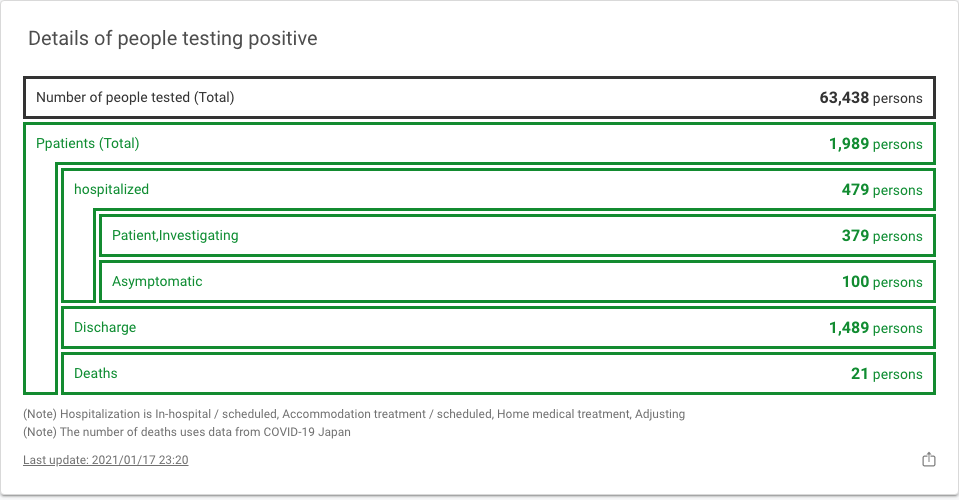 Details of people testing positive
Number of people tested (Total) 63,438 persons
Ppatients (Total) 1,989 persons
hospitalized 479 persons
Patient,Investigating 379 persons
Asymptomatic 100 persons
Discharge 1,489 persons
Deaths 21 persons
(Note) Hospitalization is In-hospital / scheduled, Accommodation treatment / scheduled, Home medical treatment, Adjusting
(Note) The number of deaths uses data from COVID-19 Japan
Last update: 2021/01/17 23:20